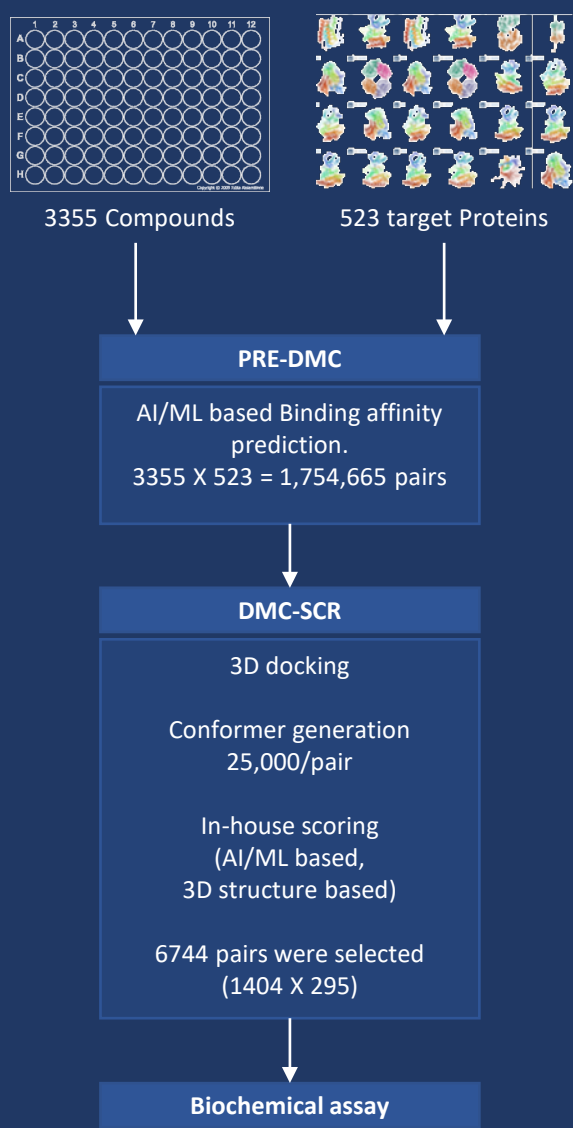 1 2 3 4 5 6 7 8 9 10 11 12
A
B
C
D
E
F
G
H
3355 Compounds
523 target Proteins
PRE-DMC
AI/ML based Binding affinity
prediction.
3355 X 523 = 1,754,665 pairs
DMC-SCR
3D docking
Conformer generation
25,000/pair
In-house scoring
(AI/ML based,
3D structure based)
6744 pairs were selected
(1404 X 295)
Biochemical assay